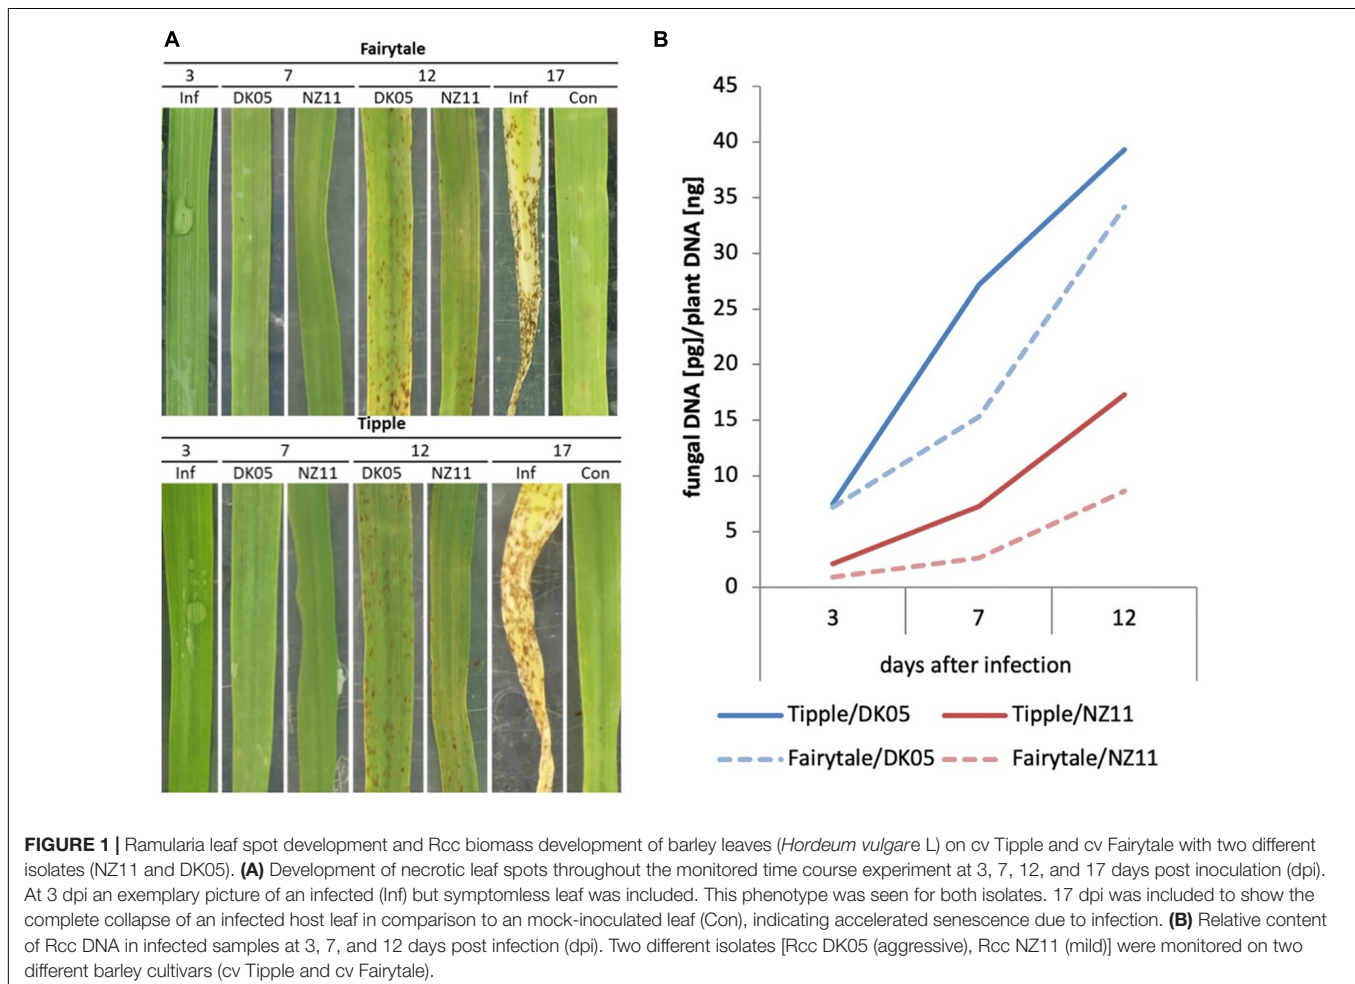 A
Fairytale
3 7 12 17
Inf DK05 NZ11 DK05 NZ11 Inf Con
Tipple
3 7 12 17
Inf DK05 NZ11 DK05 NZ11 Inf Con
B
fungal DNA [pg]/plant DNA [ng]
45
40
35
30
25
20
15
10
5
0
3 7 12
days after infection
Tipple/DK05 Tipple/NZ11
Fairytale/DK05 Fairytale/NZ11
FIGURE 1 | Ramularia leaf spot development and Rcc biomass development of barley leaves (Hordeum vulgare L) on cv Tipple and cv Fairytale with two different
isolates (NZ11 and DK05). (A) Development of necrotic leaf spots throughout the monitored time course experiment at 3, 7, 12, and 17 days post inoculation (dpi).
At 3 dpi an exemplary picture of an infected (Inf) but symptomless leaf was included. This phenotype was seen for both isolates. 17 dpi was included to show the
complete collapse of an infected host leaf in comparison to an mock-inoculated leaf (Con), indicating accelerated senescence due to infection. (B) Relative content
of Rcc DNA in infected samples at 3, 7, and 12 days post infection (dpi). Two different isolates [Rcc DK05 (aggressive), Rcc NZ11 (mild)] were monitored on two
different barley cultivars (cv Tipple and cv Fairytale).